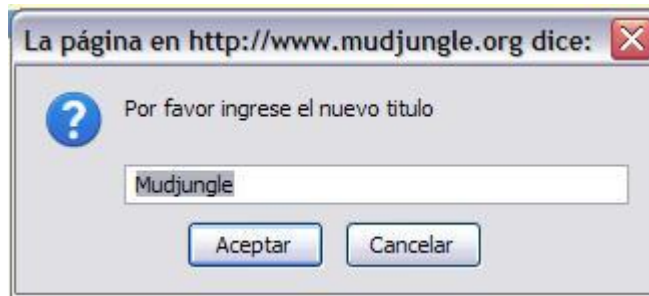 La página en http://www.mudjungle.org dice:
Por favor ingrese el nuevo titulo
Mudjungle
Aceptar
Cancelar